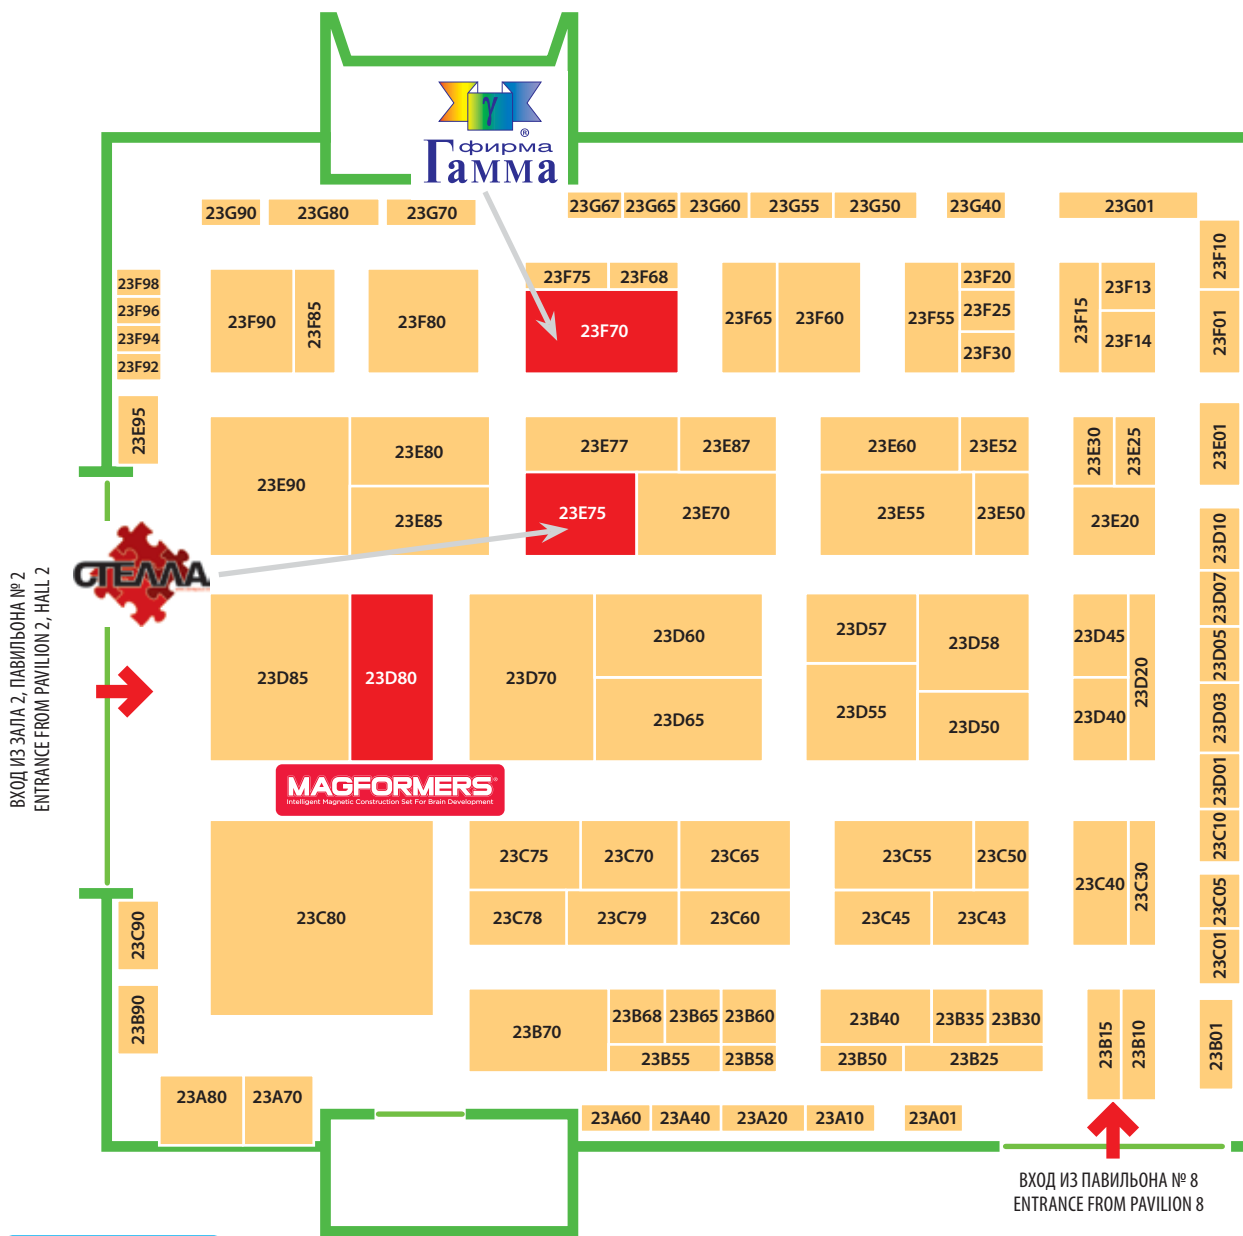 фирма
Гамма
®
γ
23G90 23G80 23G70 23G67 23G65 23G60 23G55 23G50 23G40 23G01
23F10
23F98
23F96
23F94
23F92
23F90 23F85 23F80
23F75 23F68
23F70
23F65 23F60
23F55 23F20
23F25
23F30
23F15 23F13
23F14
23F01
23E95
23E90 23E80
23E85
23E77 23E87
23E75 23E70
23E60 23E52
23E55 23E50
23E30 23E25
23E20
23E01
СТЕЛЛА
ВХОД ИЗ ЗАЛА 2, ПАВИЛЬОНА № 2
ENTRANCE FROM PAVILION 2, HALL 2
23D85 23D80
23D70 23D60
23D65
23D57 23D58
23D55 23D50
23D45 23D20
23D40
23D10
23D07
23D05
23D03
23D01
MAGFORMERS®
Intelligent Magnetic Construction Set For Brain Development
23C80
23C75 23C70 23C65
23C78 23C79 23C60
23C55 23C50
23C45 23C43
23C40 23C30
23C10
23C05
23C01
23C90
23B90
23B70 23B68 23B65 23B60
23B55 23B58
23B40 23B35 23B30
23B50 23B25
23B15 23B10
23B01
23A80 23A70
23A60 23A40 23A20 23A10 23A01
ВХОД ИЗ ПАВИЛЬОНА № 8
ENTRANCE FROM PAVILION 8